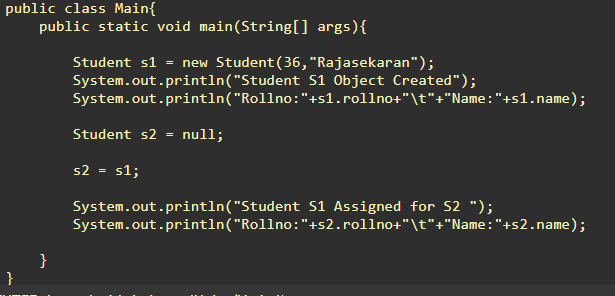 public class Main{
    public static void main(String[] args){
        Student s1 = new Student(36,"Rajasekaran");
        System.out.println("Student S1 Object Created");
        System.out.println("Rollno:"+s1.rollno+"\t"+"Name:"+s1.name);
        Student s2 = null;
        s2 = s1;
        System.out.println("Student S1 Assigned for S2 ");
        System.out.println("Rollno:"+s2.rollno+"\t"+"Name:"+s2.name);
    }
}